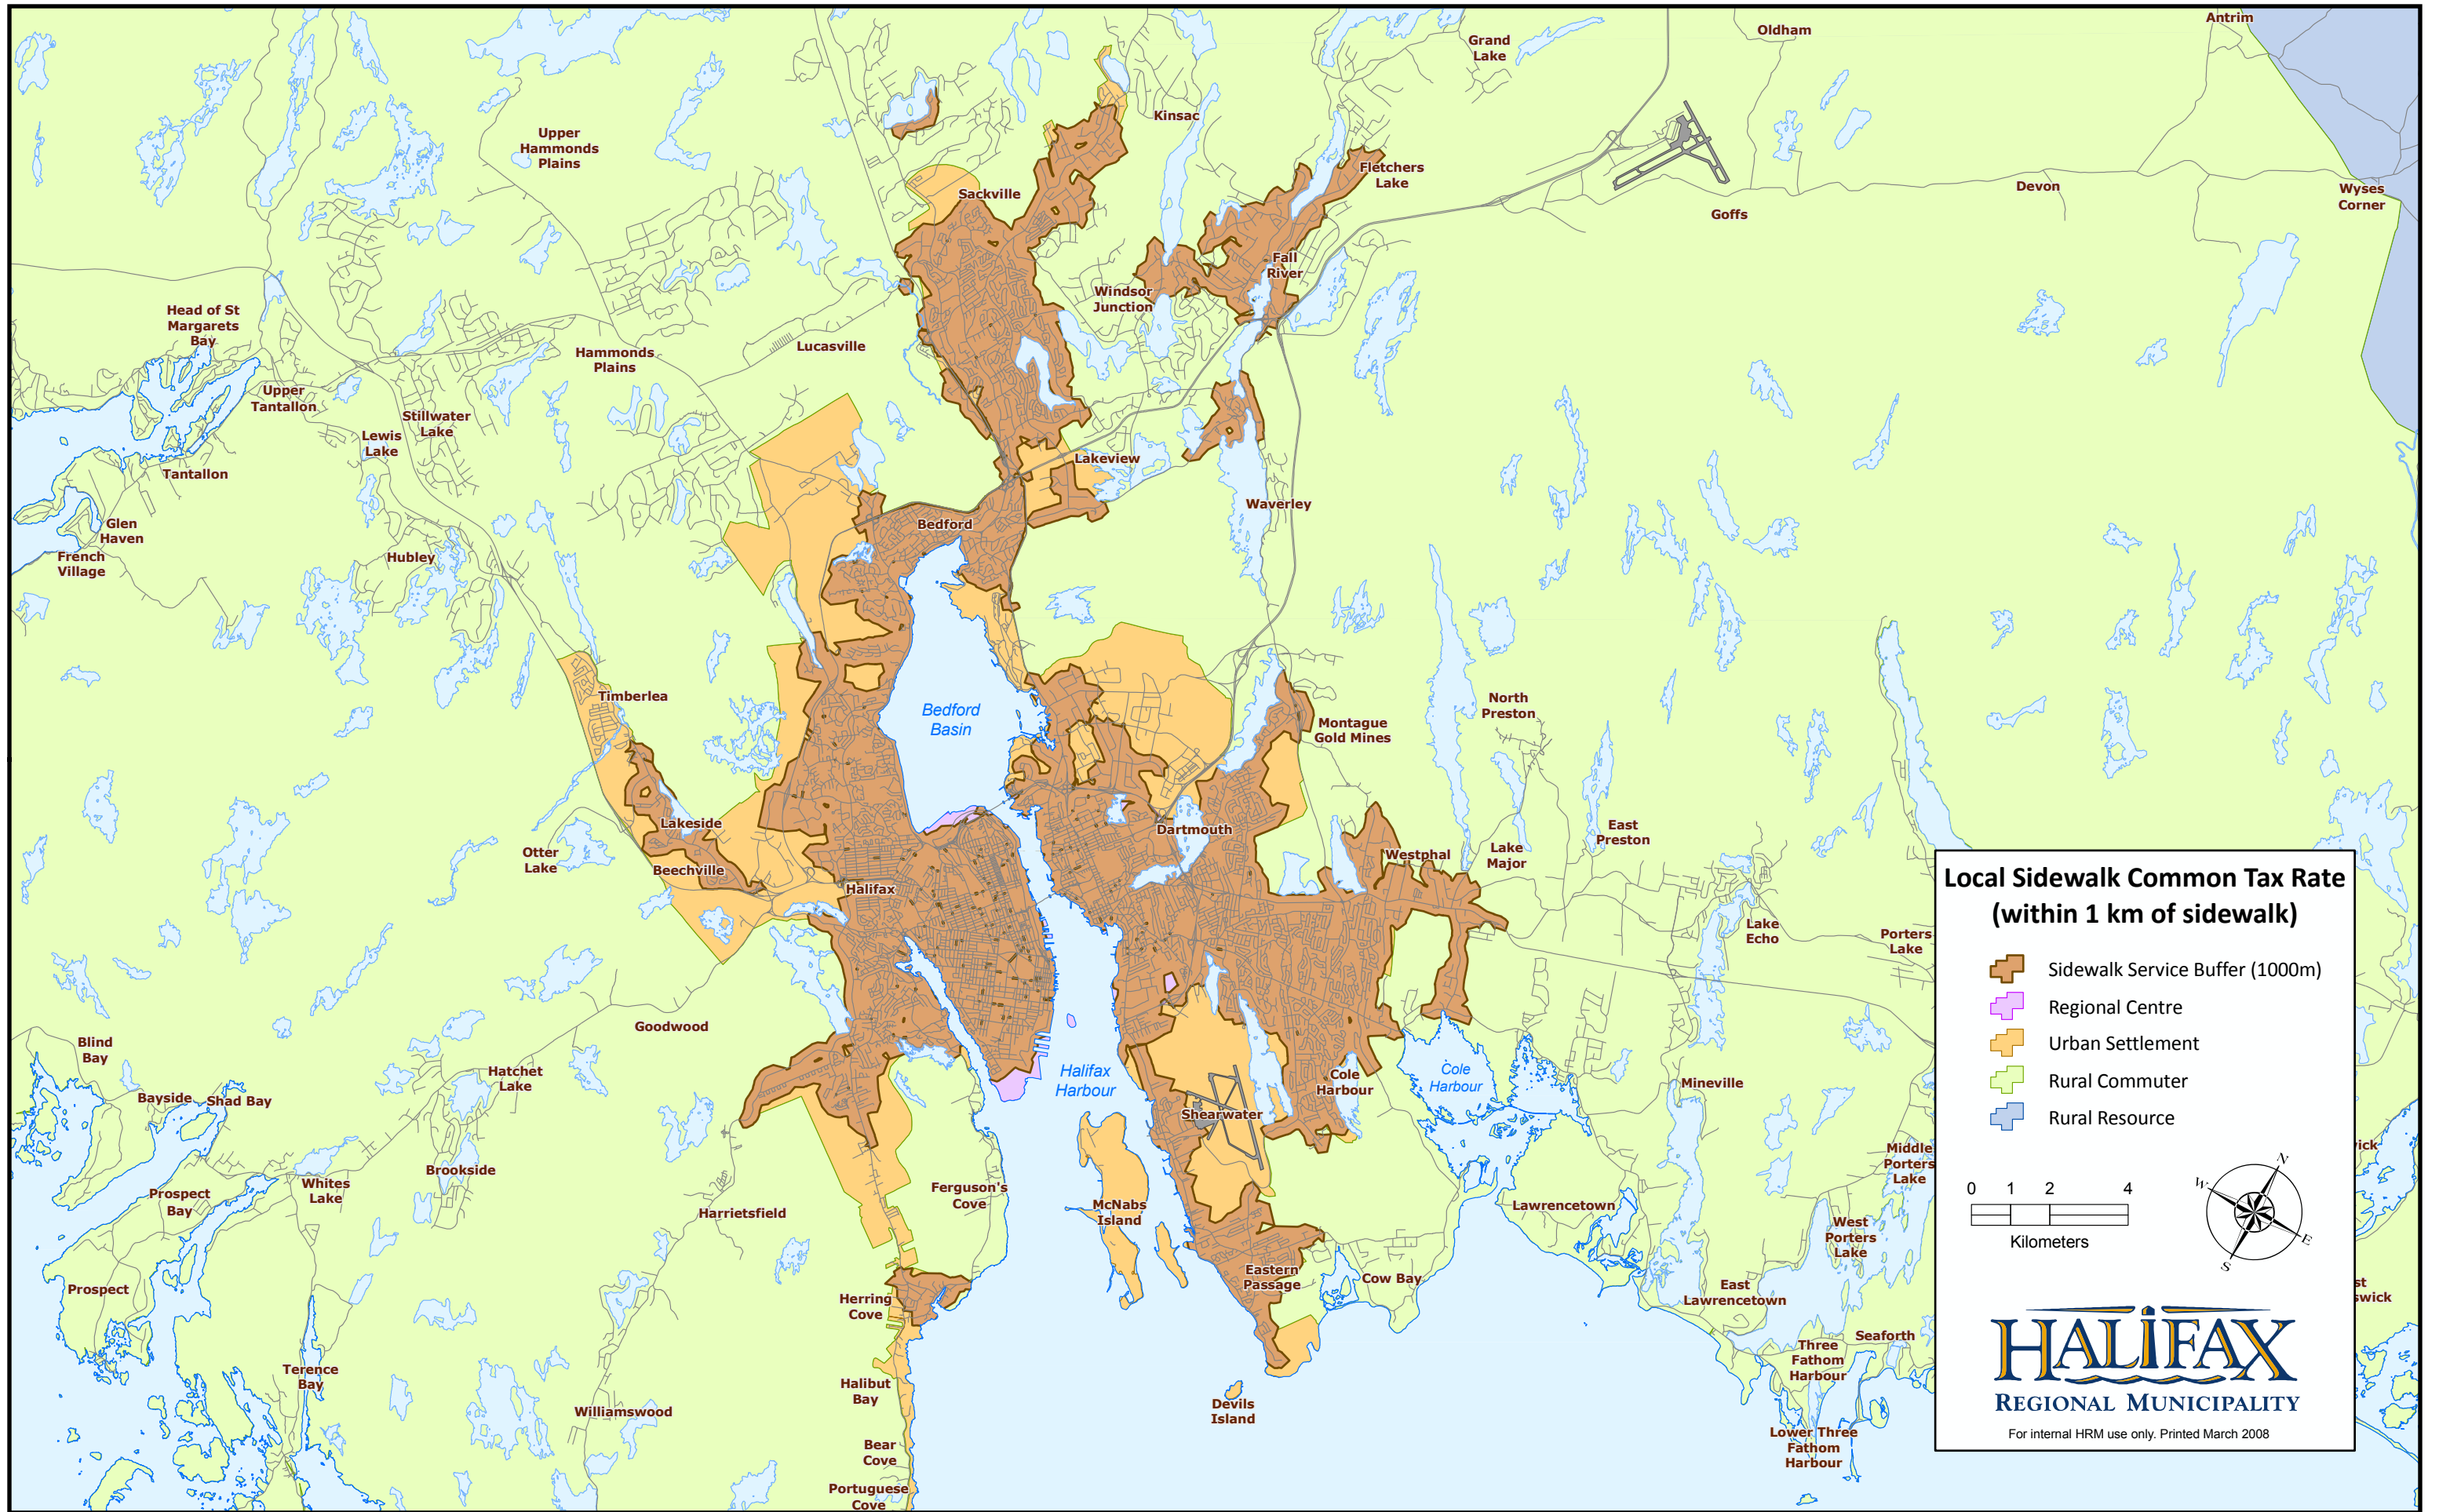 Antrim
Oldham
Grand
Lake
Kinsac
Upper
Hammonds
Plains
Fletchers
Lake
Sackville
Devon
Wyses
Corner
Goffs
Fall
River
Windsor
Junction
Head of St
Margarets
Bay
Lucasville
Hammonds
Plains
Upper
Tantallon
Stillwater
Lake
Lewis
Lake
Tantallon
Lakeview
Waverley
Bedford
Glen
Haven
French
Village
Hubley
Timberlea
Bedford
Basin
North
Preston
Montague
Gold Mines
Lakeside
Dartmouth
East
Preston
Otter
Lake
Beechville
Westphal
Lake
Major
Halifax
Lake
Echo
Porters
Lake
Goodwood
Blind
Bay
Hatchet
Lake
Halifax
Harbour
Cole
Harbour
Cole
Harbour
Mineville
Bayside
Shad Bay
Shearwater
Brookside
Whites
Lake
Prospect
Bay
Ferguson's
Cove
McNabs
Island
Harrietsfield
Lawrencetown
Middle
Porters
Lake
West
Porters
Lake
Prospect
Eastern
Passage
Cow Bay
East
Lawrencetown
Herring
Cove
Seaforth
Three
Fathom
Harbour
Terence
Bay
Halibut
Bay
Devils
Island
Williamswood
Bear
Cove
Lower Three
Fathom
Harbour
Portuguese
Cove
Local Sidewalk Common Tax Rate
(within 1 km of sidewalk)
Sidewalk Service Buffer (1000m)
Regional Centre
Urban Settlement
Rural Commuter
Rural Resource
0 1 2 4
Kilometers
N
W
E
S
HALIFAX
REGIONAL MUNICIPALITY
For internal HRM use only. Printed March 2008